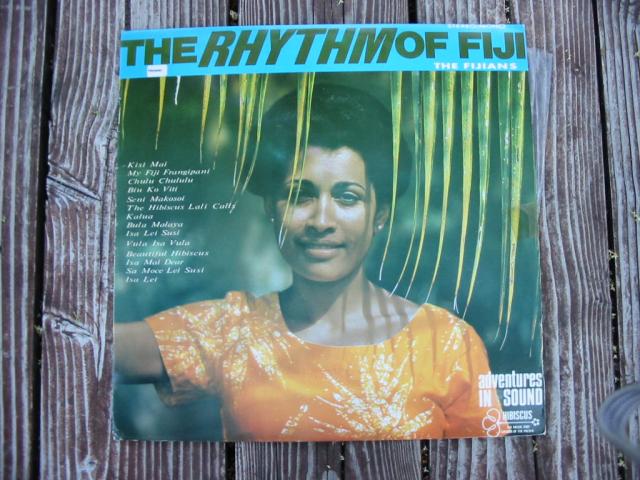 THE RHYTHM OF FIJI
THE FIJIANS
Kisi Mai
My Fiji Frangipani
Chulu Chululu
Biu Ko Viti
Seni Makosoi
The Hibiscus Lali Calls
Kalua
Bula Malaya
Isa Lei Susi
Vula Isa Vula
Beautiful Hibiscus
Isa Mai Dear
Sa Moce Lei Susi
Isa Lei
adventures
IN SOUND
HIBISCUS